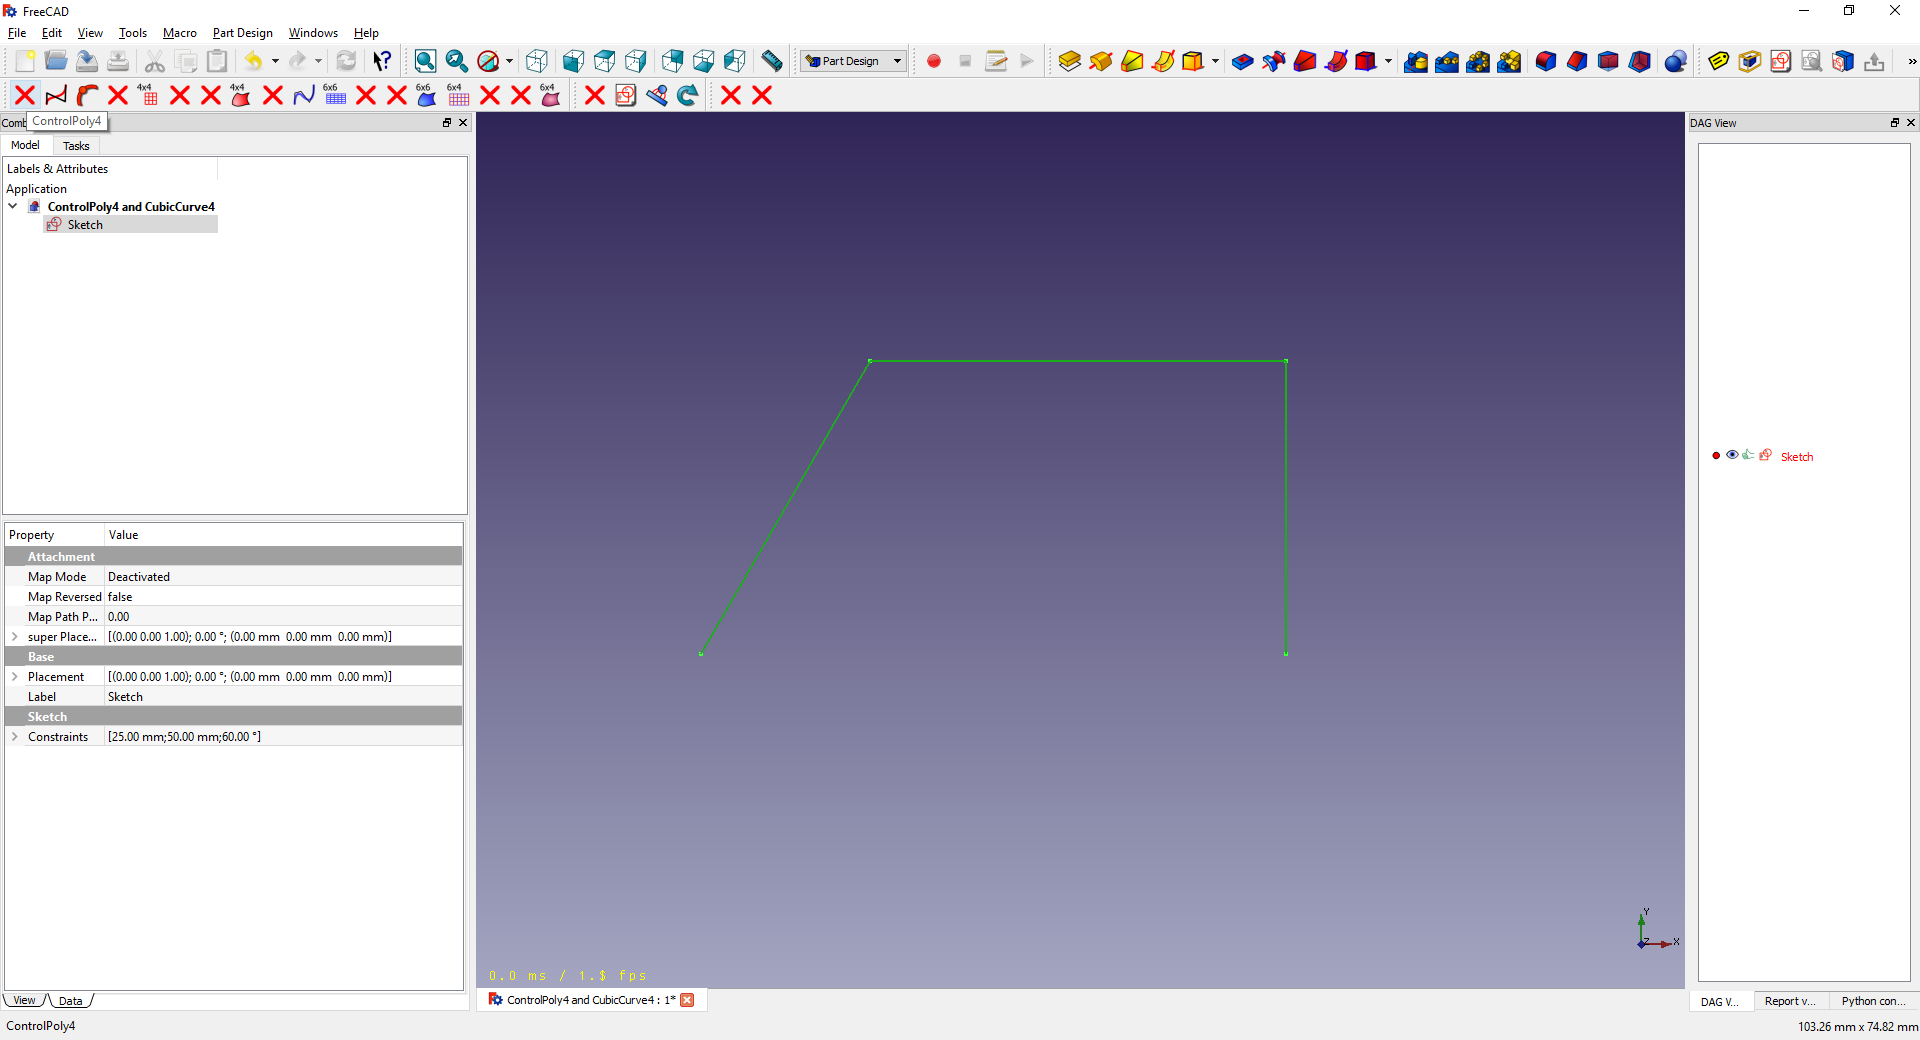 FreeCAD
File Edit View Tools Macro Part Design Windows Help
Part Design
4x4 4x4 6x6 6x6 6x4 6x4
ControlPoly4
Comb
Model Tasks
Labels & Attributes
Application
ControlPoly4 and CubicCurve4
Sketch
Property Value
Attachment
Map Mode Deactivated
Map Reversed false
Map Path P... 0.00
super Place... [(0.00 0.00 1.00); 0.00 °; (0.00 mm 0.00 mm 0.00 mm)]
Base
Placement [(0.00 0.00 1.00); 0.00 °; (0.00 mm 0.00 mm 0.00 mm)]
Label Sketch
Sketch
Constraints [25.00 mm;50.00 mm;60.00 °]
View Data
ControlPoly4
Y
Z X
0.0 ms / 1.$ fps
ControlPoly4 and CubicCurve4 : 1*
DAG View
Sketch
DAG V... Report v... Python con...
103.26 mm x 74.82 mm